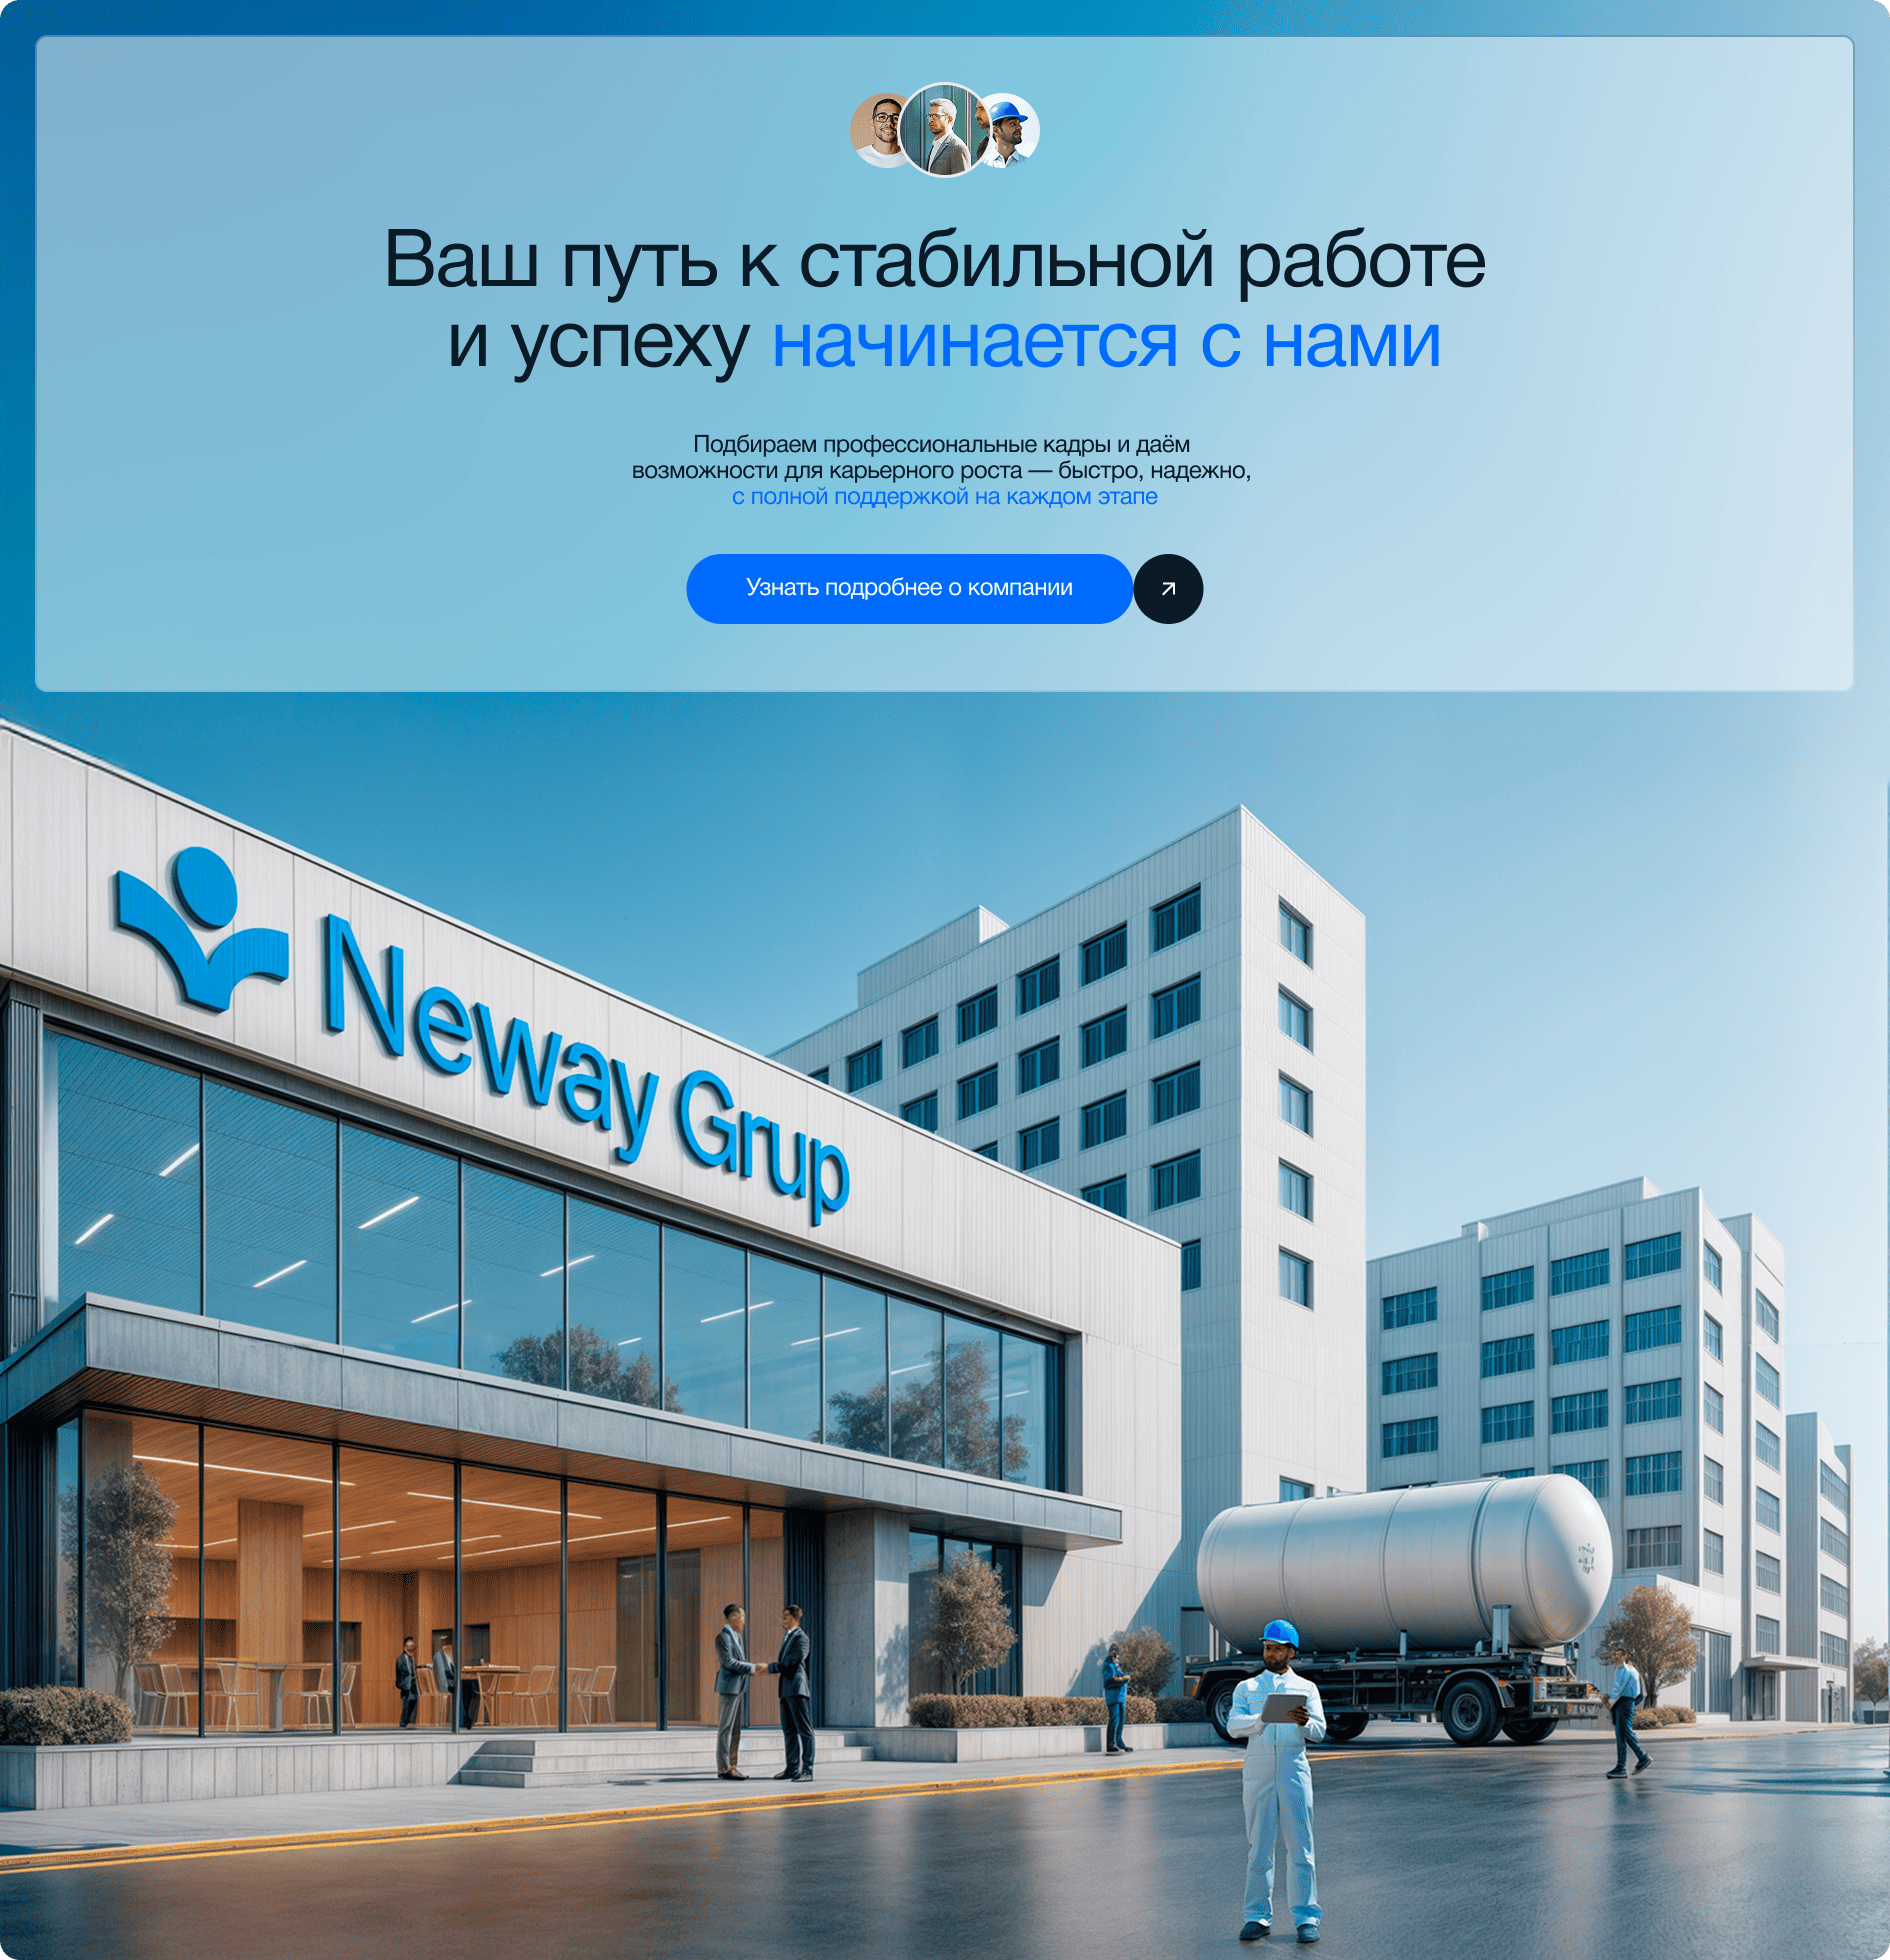 Ваш путь к стабильной работе
и успеху начинается с нами
Подбираем профессиональные кадры и даём
возможности для карьерного роста — быстро, надежно,
с полной поддержкой на каждом этапе
Узнать подробнее о компании
Neway Grup